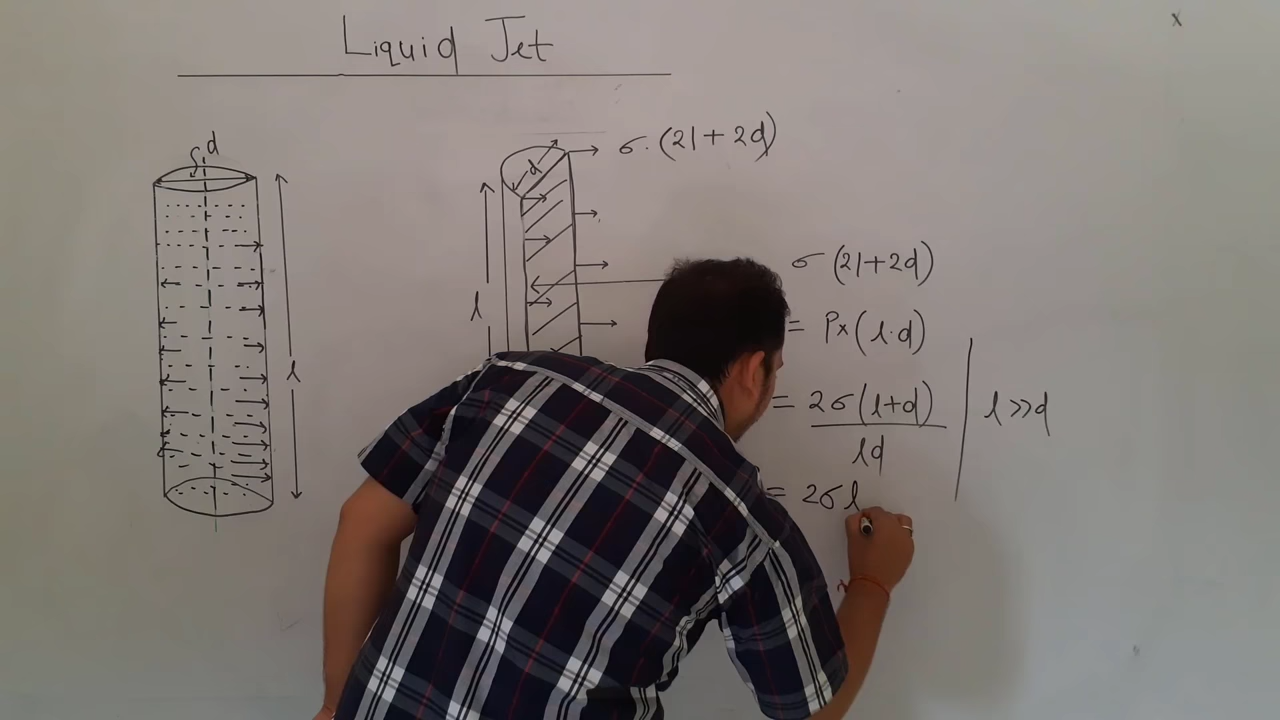 Liquid Jet
d
l
d
l
σ. (2l + 2d)
σ (2l+2d)
= P×(l·d)
= 2σ(l+d)
ld
l >> d
= 2σl
x